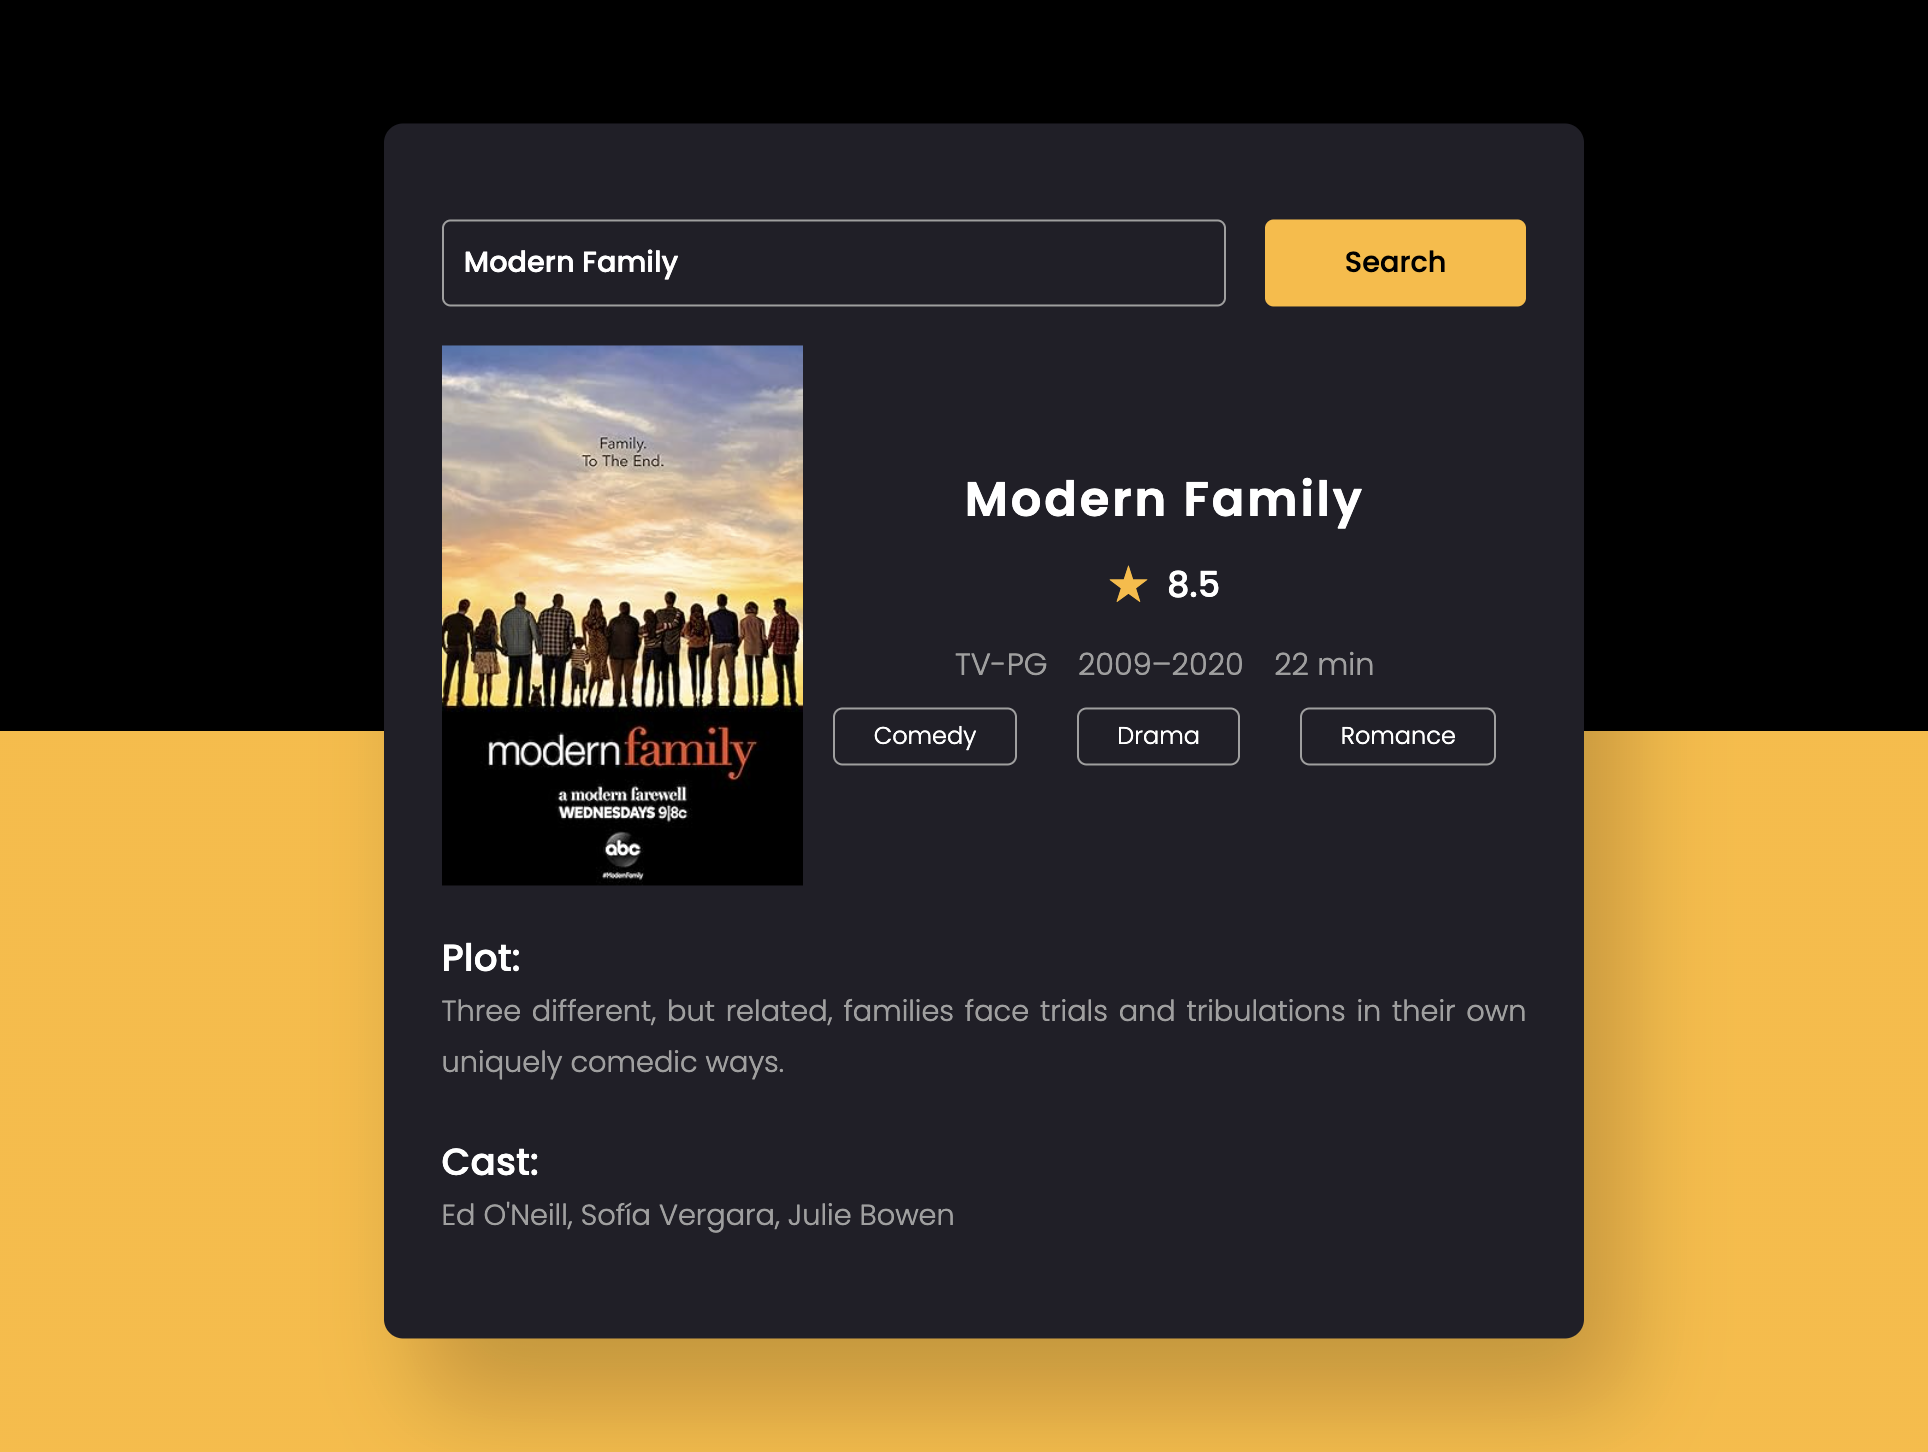 Modern Family
Search
Family.
To The End.
modernfamily
a modern farewell
WEDNESDAYS 9|8c
abc
#ModernFamily
Modern Family
8.5
TV-PG 2009–2020 22 min
Comedy Drama Romance
Plot:
Three different, but related, families face trials and tribulations in their own
uniquely comedic ways.
Cast:
Ed O'Neill, Sofía Vergara, Julie Bowen